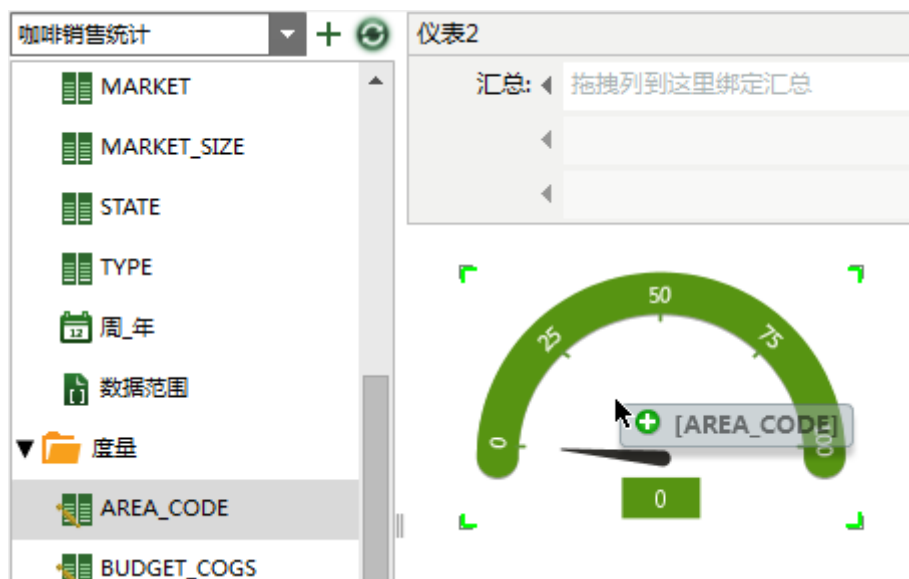 咖啡销售统计
MARKET
MARKET_SIZE
STATE
TYPE
12
周_年
数据范围
度量
AREA_CODE
BUDGET_COGS
仪表2
汇总:
拖拽列到这里绑定汇总
0
25
50
75
100
[AREA_CODE]
0